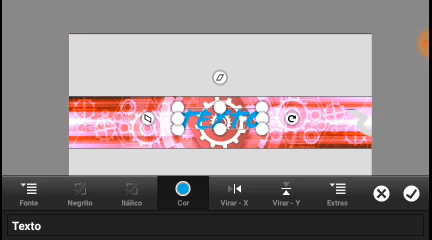 TEXTO
Fonte
Negrito
Itálico
Cor
Virar - X
Virar - Y
Extras
Texto